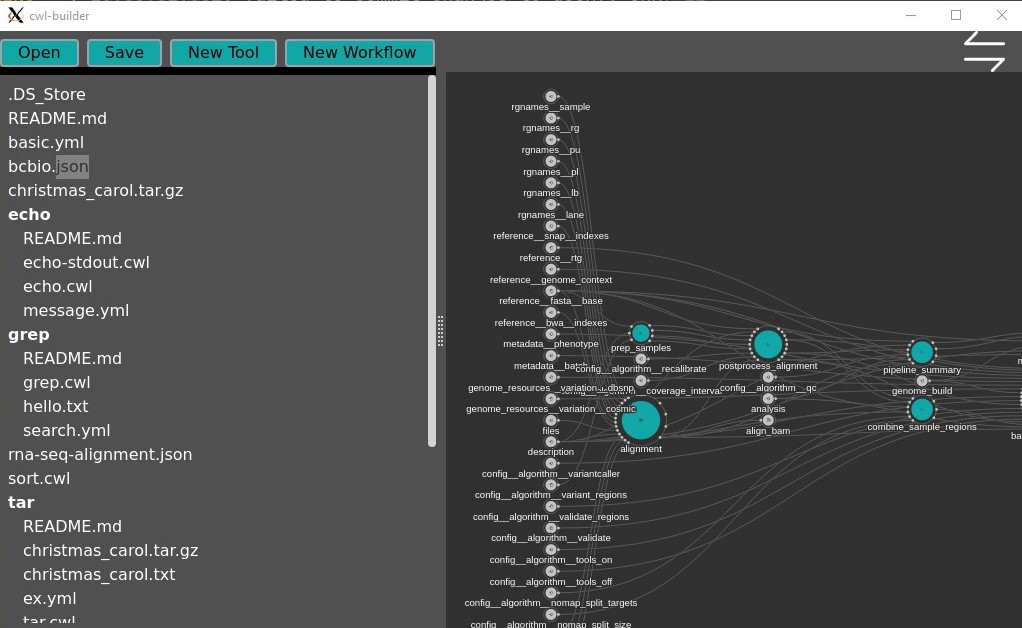 cwl-builder
Open Save New Tool New Workflow
.DS_Store
README.md
basic.yml
bcbio.json
christmas_carol.tar.gz
echo
README.md
echo-stdout.cwl
echo.cwl
message.yml
grep
README.md
grep.cwl
hello.txt
search.yml
rna-seq-alignment.json
sort.cwl
tar
README.md
christmas_carol.tar.gz
christmas_carol.txt
ex.yml
tar.cwl
rgnames__sample
rgnames__rg
rgnames__pu
rgnames__pl
rgnames__lb
rgnames__lane
reference__snap__indexes
reference__rtg
reference__genome_context
reference__fasta__base
reference__bwa__indexes
metadata__phenotype
metadata__batch
genome_resources__variation__dbsnp
genome_resources__variation__cosmic
files
description
config__algorithm__variantcaller
config__algorithm__variant_regions
config__algorithm__validate_regions
config__algorithm__validate
config__algorithm__tools_on
config__algorithm__tools_off
config__algorithm__nomap_split_targets
config__algorithm__nomap_split_size
prep_samples
config__algorithm__recalibrate
config__algorithm__coverage_interval
alignment
postprocess_alignment
config__algorithm__qc
analysis
align_bam
pipeline_summary
genome_build
combine_sample_regions